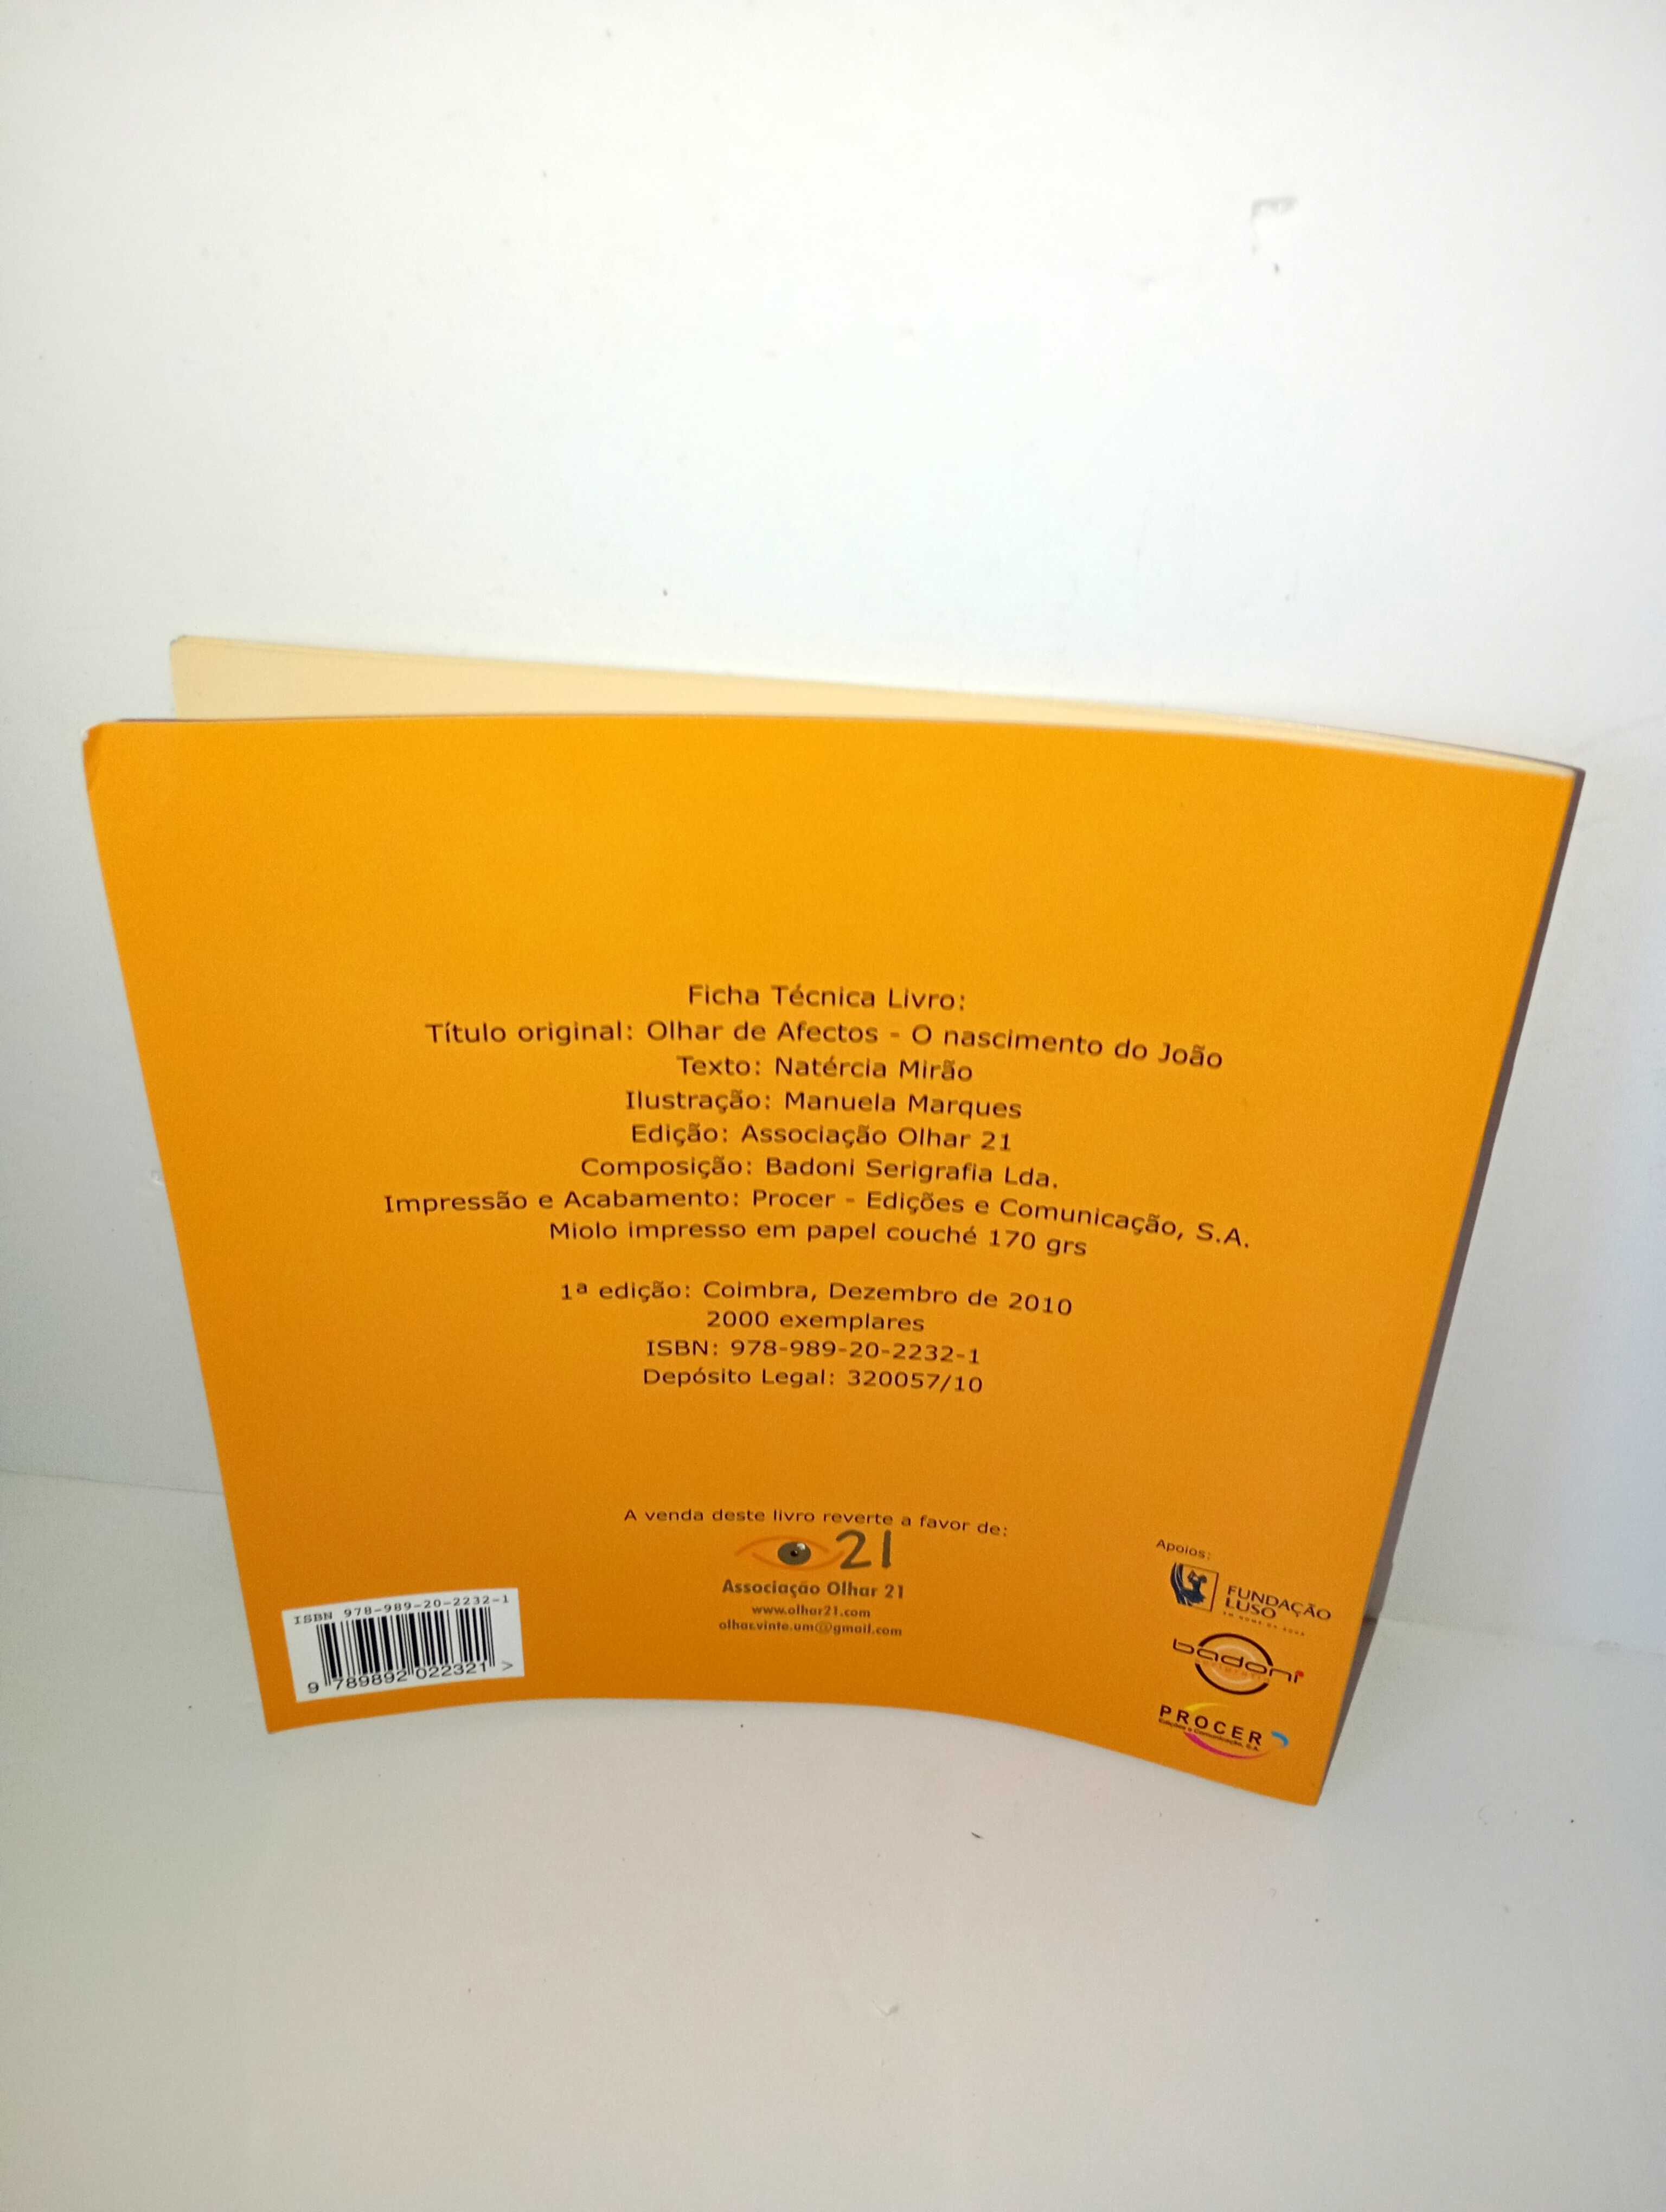 Ficha Técnica Livro:
Título original: Olhar de Afectos - O nascimento do João
Texto: Natércia Mirão
Ilustração: Manuela Marques
Edição: Associação Olhar 21
Composição: Badoni Serigrafia Lda.
Impressão e Acabamento: Procer - Edições e Comunicação, S.A.
Miolo impresso em papel couché 170 grs
1ª edição: Coimbra, Dezembro de 2010
2000 exemplares
ISBN: 978-989-20-2232-1
Depósito Legal: 320057/10
A venda deste livro reverte a favor de:
21
Associação Olhar 21
www.olhar21.com
olhar.vinte.um@gmail.com
ISBN 978-989-20-2232-1
9 789892 022321 >
Apoios:
FUNDAÇÃO
LUSO
badoni
PROCER
Edições e Comunicação, S.A.